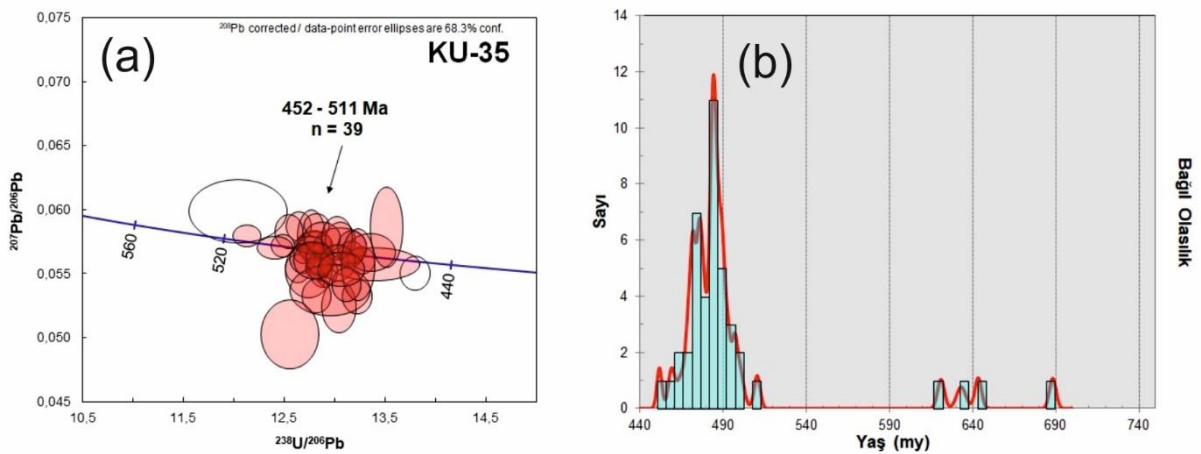 (a)
²⁰⁸Pb corrected / data-point error ellipses are 68.3% conf.
KU-35
452 - 511 Ma
n = 39
0,075
0,070
0,065
0,060
0,055
0,050
0,045
²⁰⁷Pb/²⁰⁶Pb
560
520
440
10,5
11,5
12,5
13,5
14,5
²³⁸U/²⁰⁶Pb
(b)
14
12
10
8
6
4
2
0
Sayı
Bağıl Olasılık
440
490
540
590
640
690
740
Yaş (my)